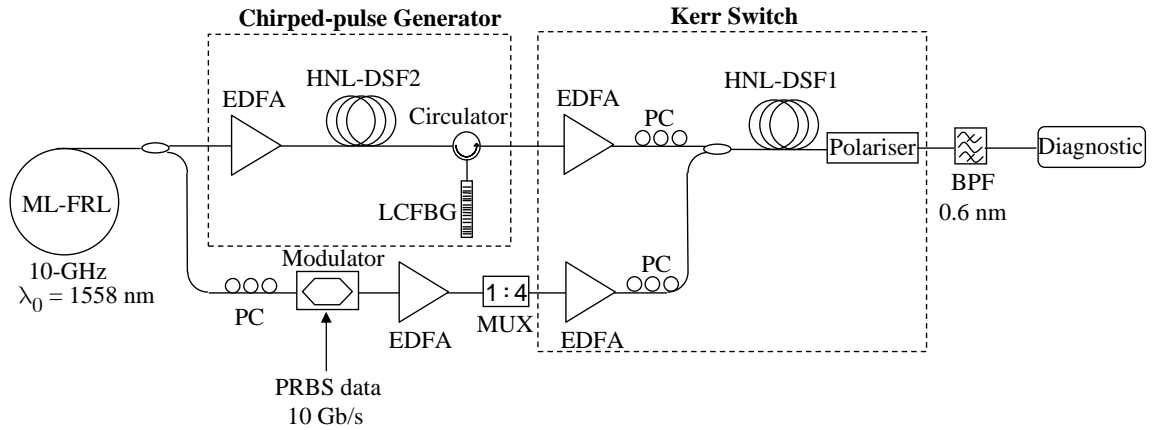 Chirped-pulse Generator
Kerr Switch
HNL-DSF2
EDFA
Circulator
LCFBG
EDFA
PC
HNL-DSF1
Polariser
BPF
0.6 nm
Diagnostic
ML-FRL
10-GHz
λ0 = 1558 nm
PC
Modulator
EDFA
1:4
MUX
EDFA
PC
PRBS data
10 Gb/s